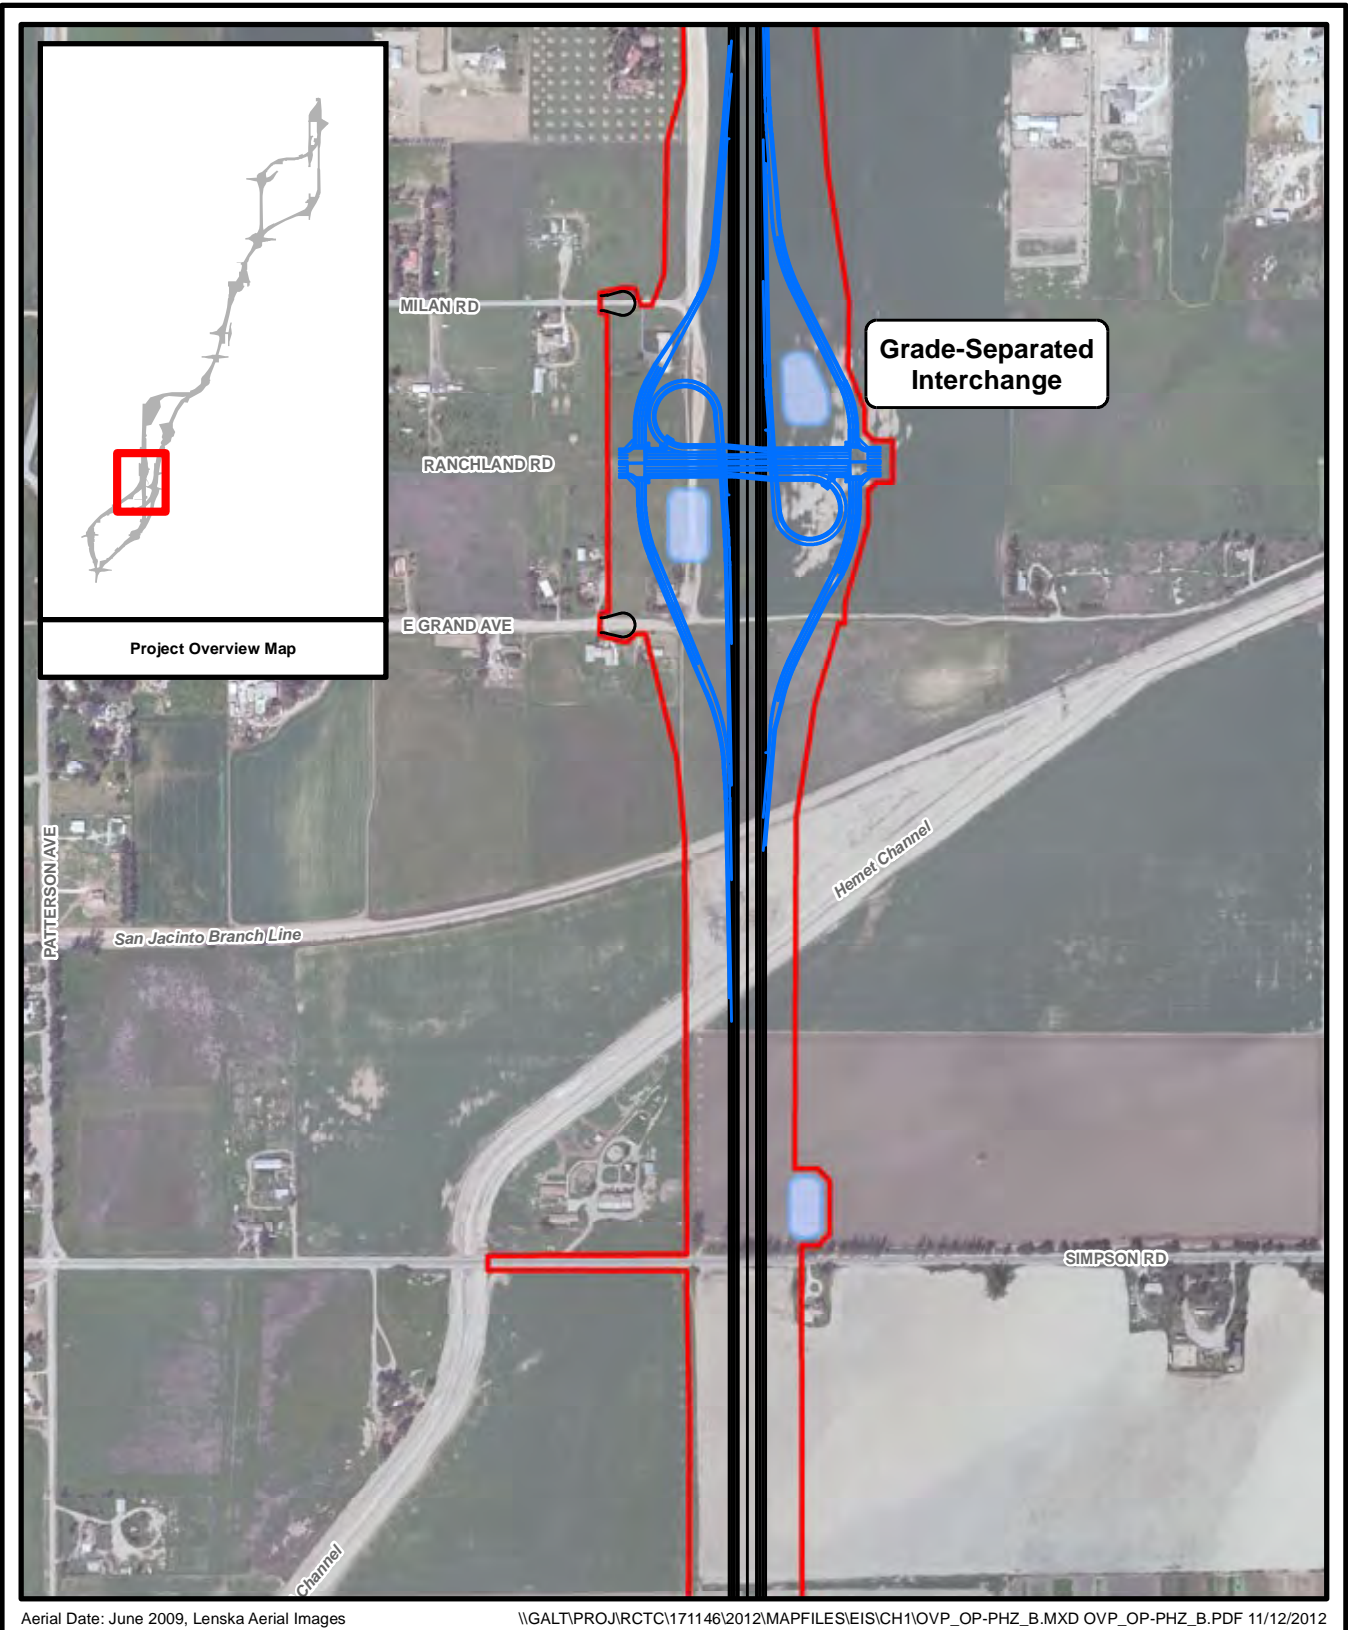 MILAN RD
Grade-Separated
Interchange
RANCHLAND RD
E GRAND AVE
Project Overview Map
PATTERSON AVE
Hemet Channel
San Jacinto Branch Line
SIMPSON RD
Channel
Aerial Date: June 2009, Lenska Aerial Images
\\GALT\PROJ\RCTC\171146\2012\MAPFILES\EIS\CH1\OVP_OP-PHZ_B.MXD OVP_OP-PHZ_B.PDF 11/12/2012